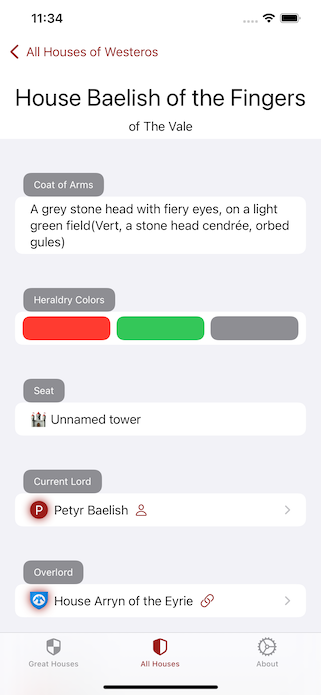 11:34
All Houses of Westeros
House Baelish of the Fingers
of The Vale
Coat of Arms
A grey stone head with fiery eyes, on a light
green field(Vert, a stone head cendrée, orbed
gules)
Heraldry Colors
Seat
Unnamed tower
Current Lord
P Petyr Baelish
Overlord
House Arryn of the Eyrie
Great Houses
All Houses
About